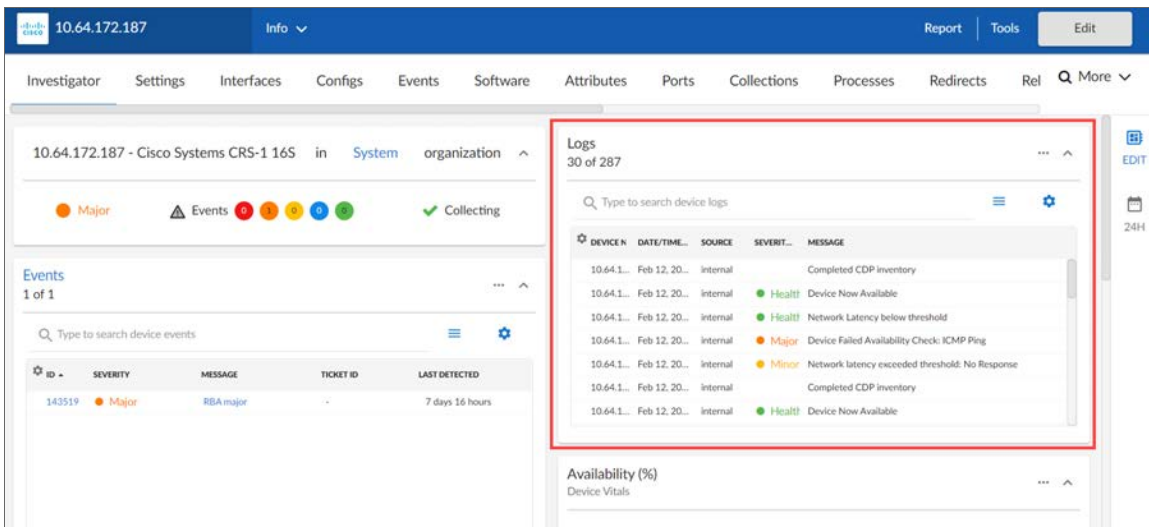 cisco 10.64.172.187 Info Report Tools Edit
Investigator Settings Interfaces Configs Events Software Attributes Ports Collections Processes Redirects Rel More
10.64.172.187 - Cisco Systems CRS-1 16S in System organization
Major Events 0 1 0 0 0 Collecting
Events
1 of 1
Type to search device events
ID SEVERITY MESSAGE TICKET ID LAST DETECTED
143519 Major RBA major - 7 days 16 hours
Logs
30 of 287
Type to search device logs
DEVICE N DATE/TIME... SOURCE SEVERIT... MESSAGE
10.64.1... Feb 12, 20... internal Completed CDP inventory
10.64.1... Feb 12, 20... internal Healtl Device Now Available
10.64.1... Feb 12, 20... internal Healtl Network Latency below threshold
10.64.1... Feb 12, 20... internal Major Device Failed Availability Check: ICMP Ping
10.64.1... Feb 12, 20... internal Minor Network latency exceeded threshold: No Response
10.64.1... Feb 12, 20... internal Completed CDP inventory
10.64.1... Feb 12, 20... internal Healtl Device Now Available
Availability (%)
Device Vitals
EDIT
24H